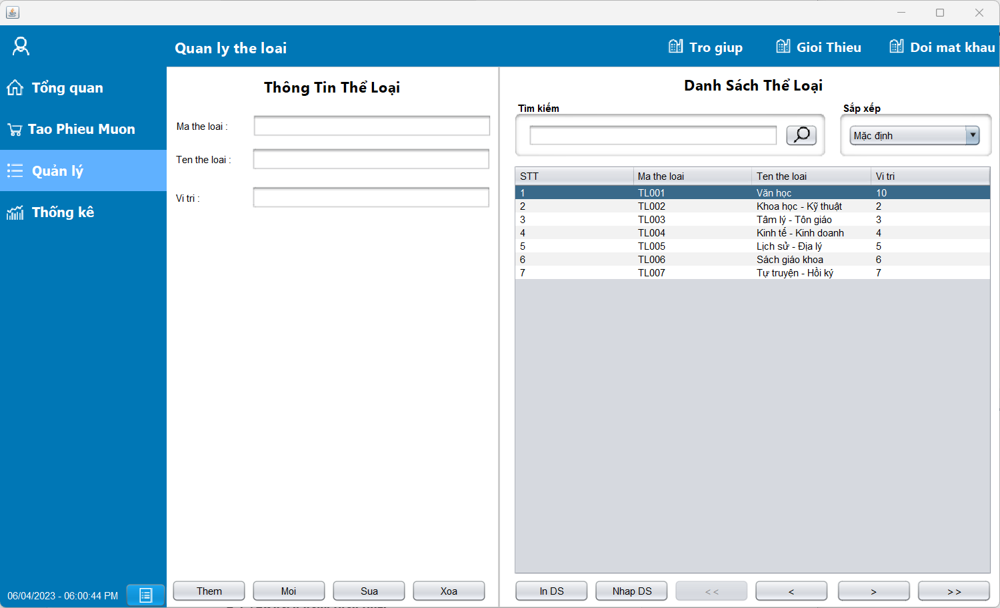 Quan ly the loai
Tro giup
Gioi Thieu
Doi mat khau
Tổng quan
Tao Phieu Muon
Quản lý
Thống kê
06/04/2023 - 06:00:44 PM
Thông Tin Thể Loại
Ma the loai :
Ten the loai :
Vi tri :
Them Moi Sua Xoa
Danh Sách Thể Loại
Tìm kiếm
Sắp xếp
Mặc định
STT Ma the loai Ten the loai Vi tri
1 TL001 Văn học 10
2 TL002 Khoa học - Kỹ thuật 2
3 TL003 Tâm lý - Tôn giáo 3
4 TL004 Kinh tế - Kinh doanh 4
5 TL005 Lịch sử - Địa lý 5
6 TL006 Sách giáo khoa 6
7 TL007 Tự truyện - Hồi ký 7
In DS Nhap DS << < > >>